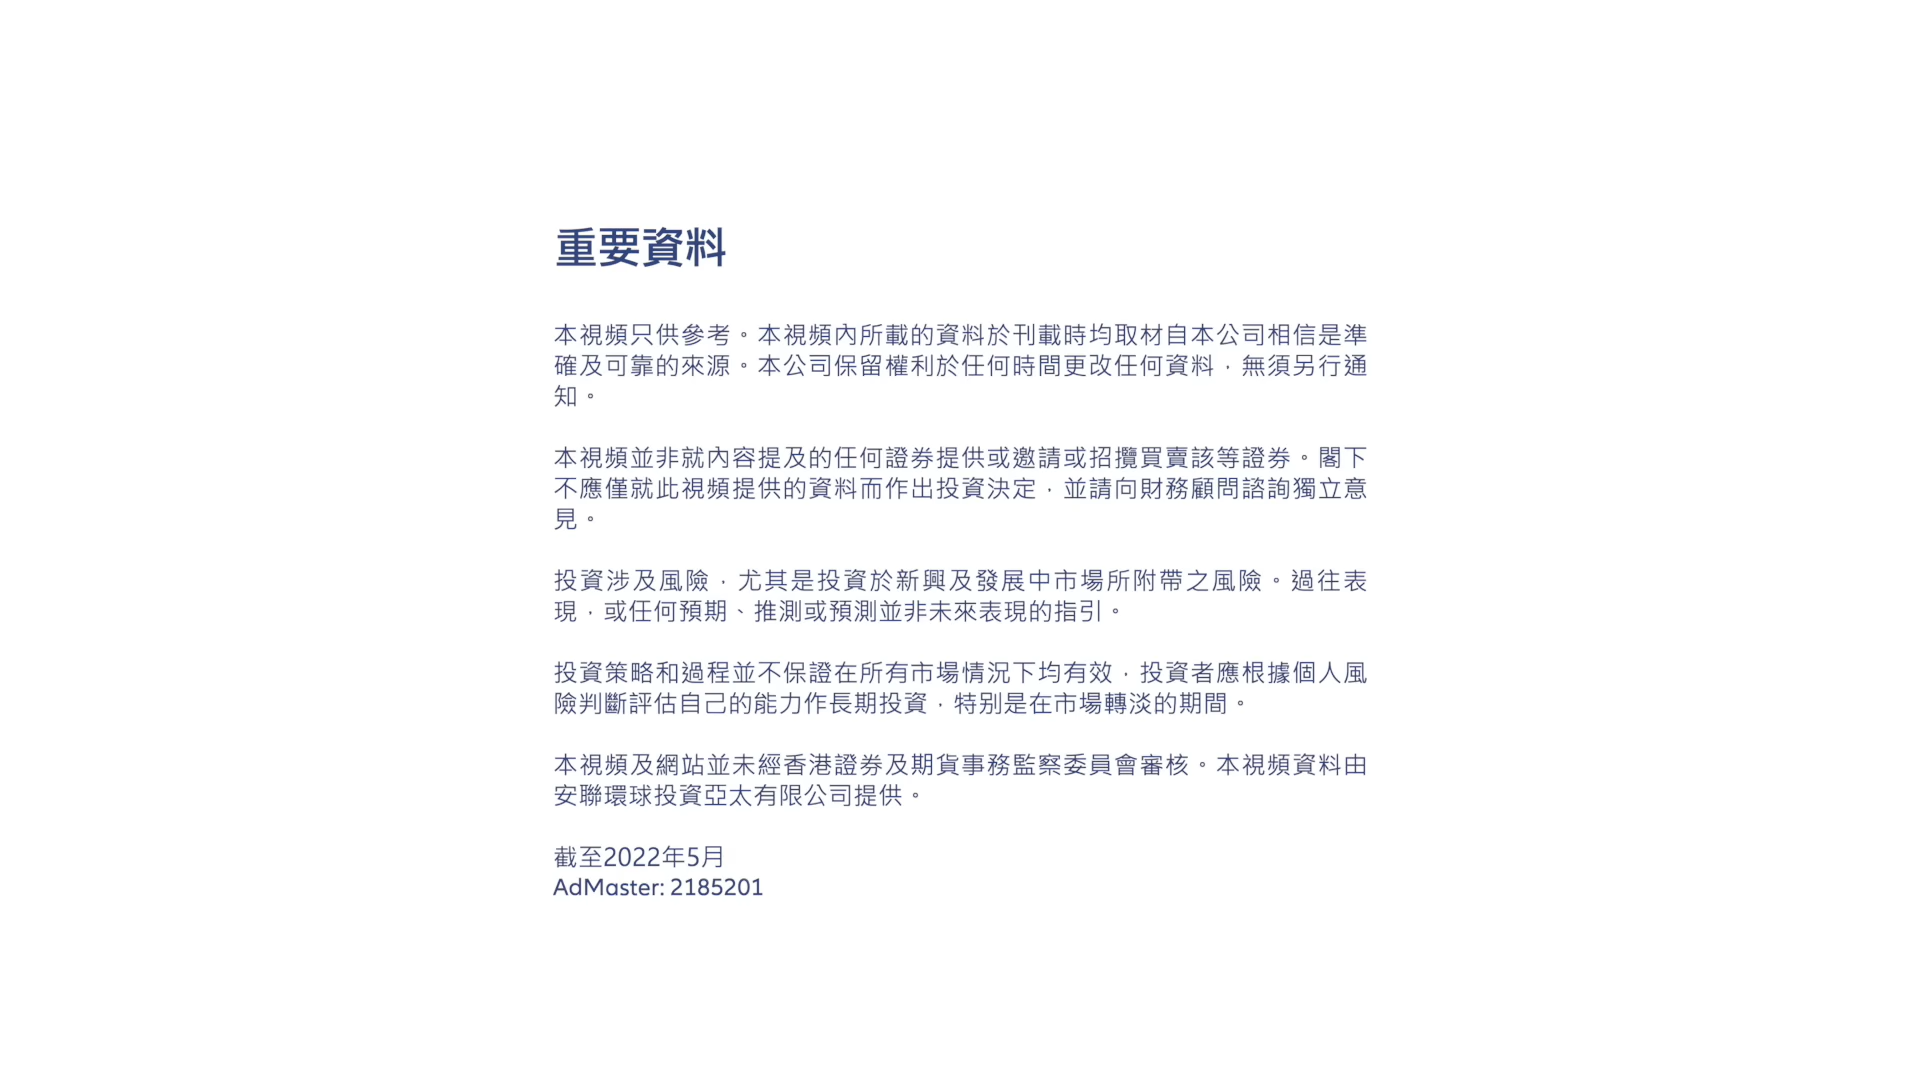 重要資料
本視頻只供參考。本視頻內所載的資料於刊載時均取材自本公司相信是準
確及可靠的來源。本公司保留權利於任何時間更改任何資料，無須另行通
知。
本視頻並非就內容提及的任何證券提供或邀請或招攬買賣該等證券。閣下
不應僅就此視頻提供的資料而作出投資決定，並請向財務顧問諮詢獨立意
見。
投資涉及風險，尤其是投資於新興及發展中市場所附帶之風險。過往表
現，或任何預期、推測或預測並非未來表現的指引。
投資策略和過程並不保證在所有市場情況下均有效，投資者應根據個人風
險判斷評估自己的能力作長期投資，特別是在市場轉淡的期間。
本視頻及網站並未經香港證券及期貨事務監察委員會審核。本視頻資料由
安聯環球投資亞太有限公司提供。
截至2022年5月
AdMaster: 2185201